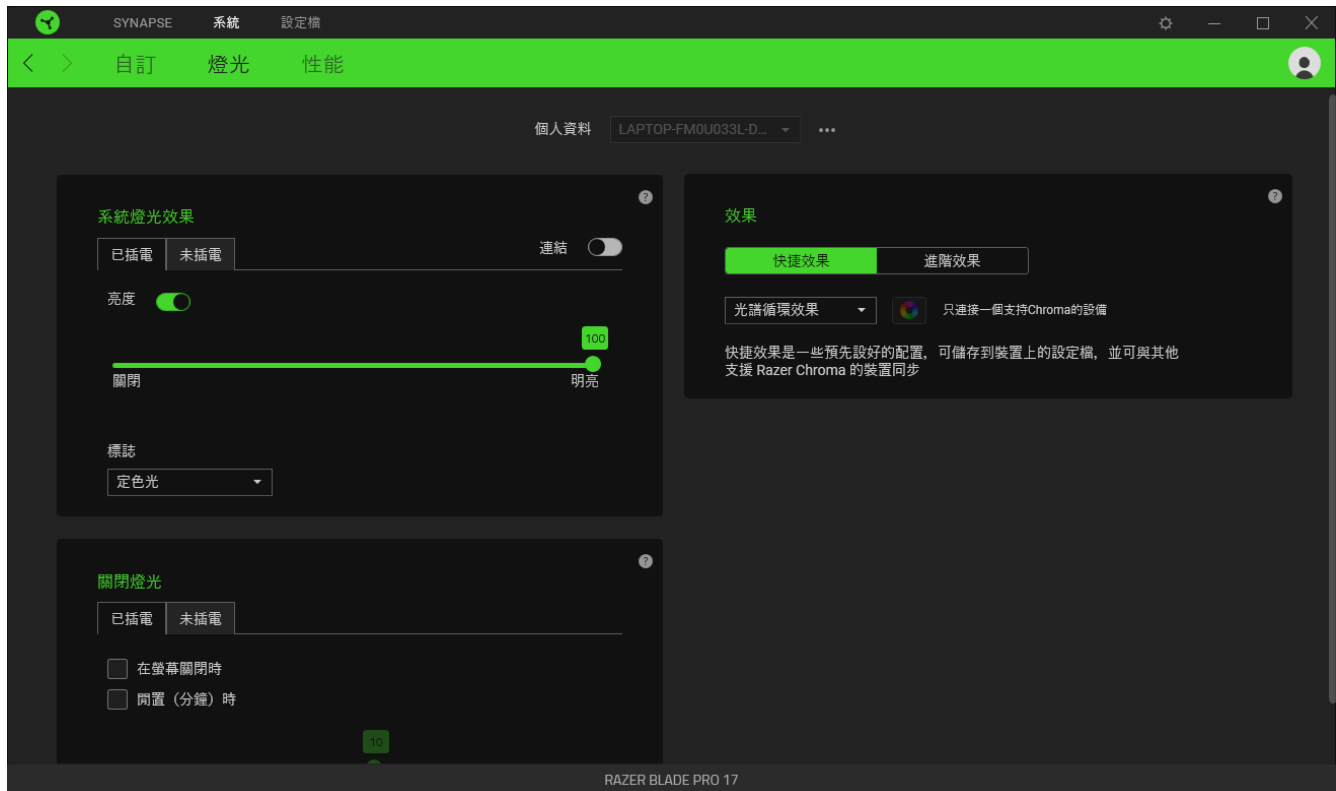 SYNAPSE 系統 設定檔
自訂 燈光 性能
個人資料 LAPTOP-FM0U033L-D...
系統燈光效果
已插電 未插電 連結
亮度
100
關閉 明亮
標誌
定色光
效果
快捷效果 進階效果
光譜循環效果 只連接一個支持Chroma的設備
快捷效果是一些預先設好的配置，可儲存到裝置上的設定檔，並可與其他
支援 Razer Chroma 的裝置同步
關閉燈光
已插電 未插電
在螢幕關閉時
閒置（分鐘）時
10
RAZER BLADE PRO 17